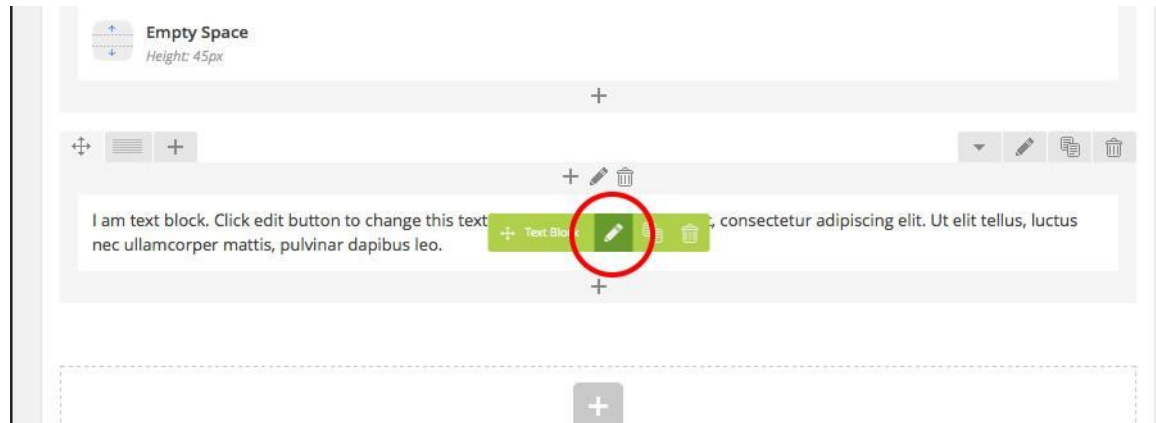 Empty Space
Height: 45px
I am text block. Click edit button to change this text
Text Block
, consectetur adipiscing elit. Ut elit tellus, luctus
nec ullamcorper mattis, pulvinar dapibus leo.